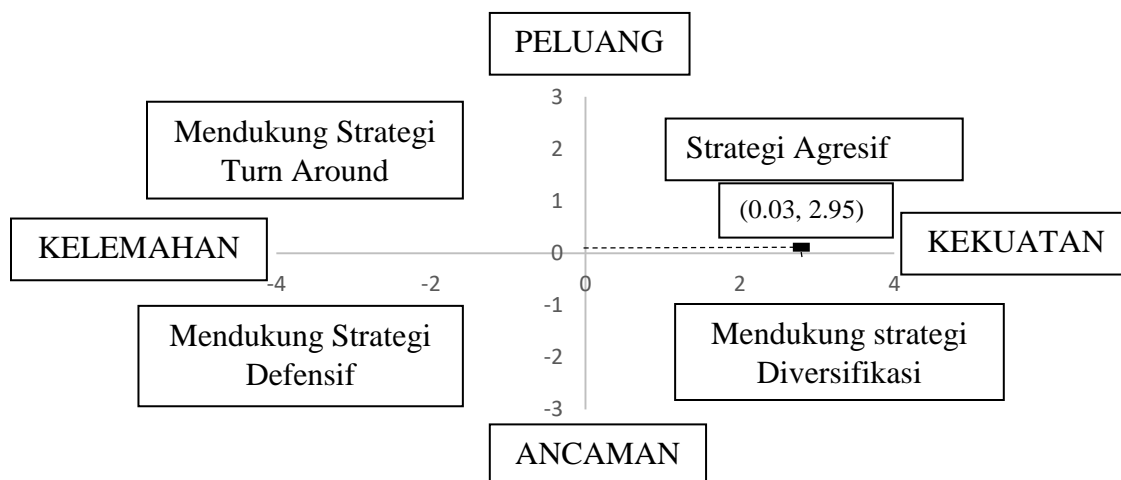 PELUANG
3
Mendukung Strategi
Turn Around
2
Strategi Agresif
1
(0.03, 2.95)
KELEMAHAN
0
KEKUATAN
-4
-2
0
2
4
-1
Mendukung Strategi
Defensif
Mendukung strategi
Diversifikasi
-2
-3
ANCAMAN